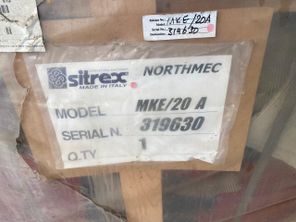 MKE/20A
319630
sitrex
MADE IN ITALY
NORTHMEC
MODEL MKE/20 A
SERIAL N. 319630
Q.TY 1